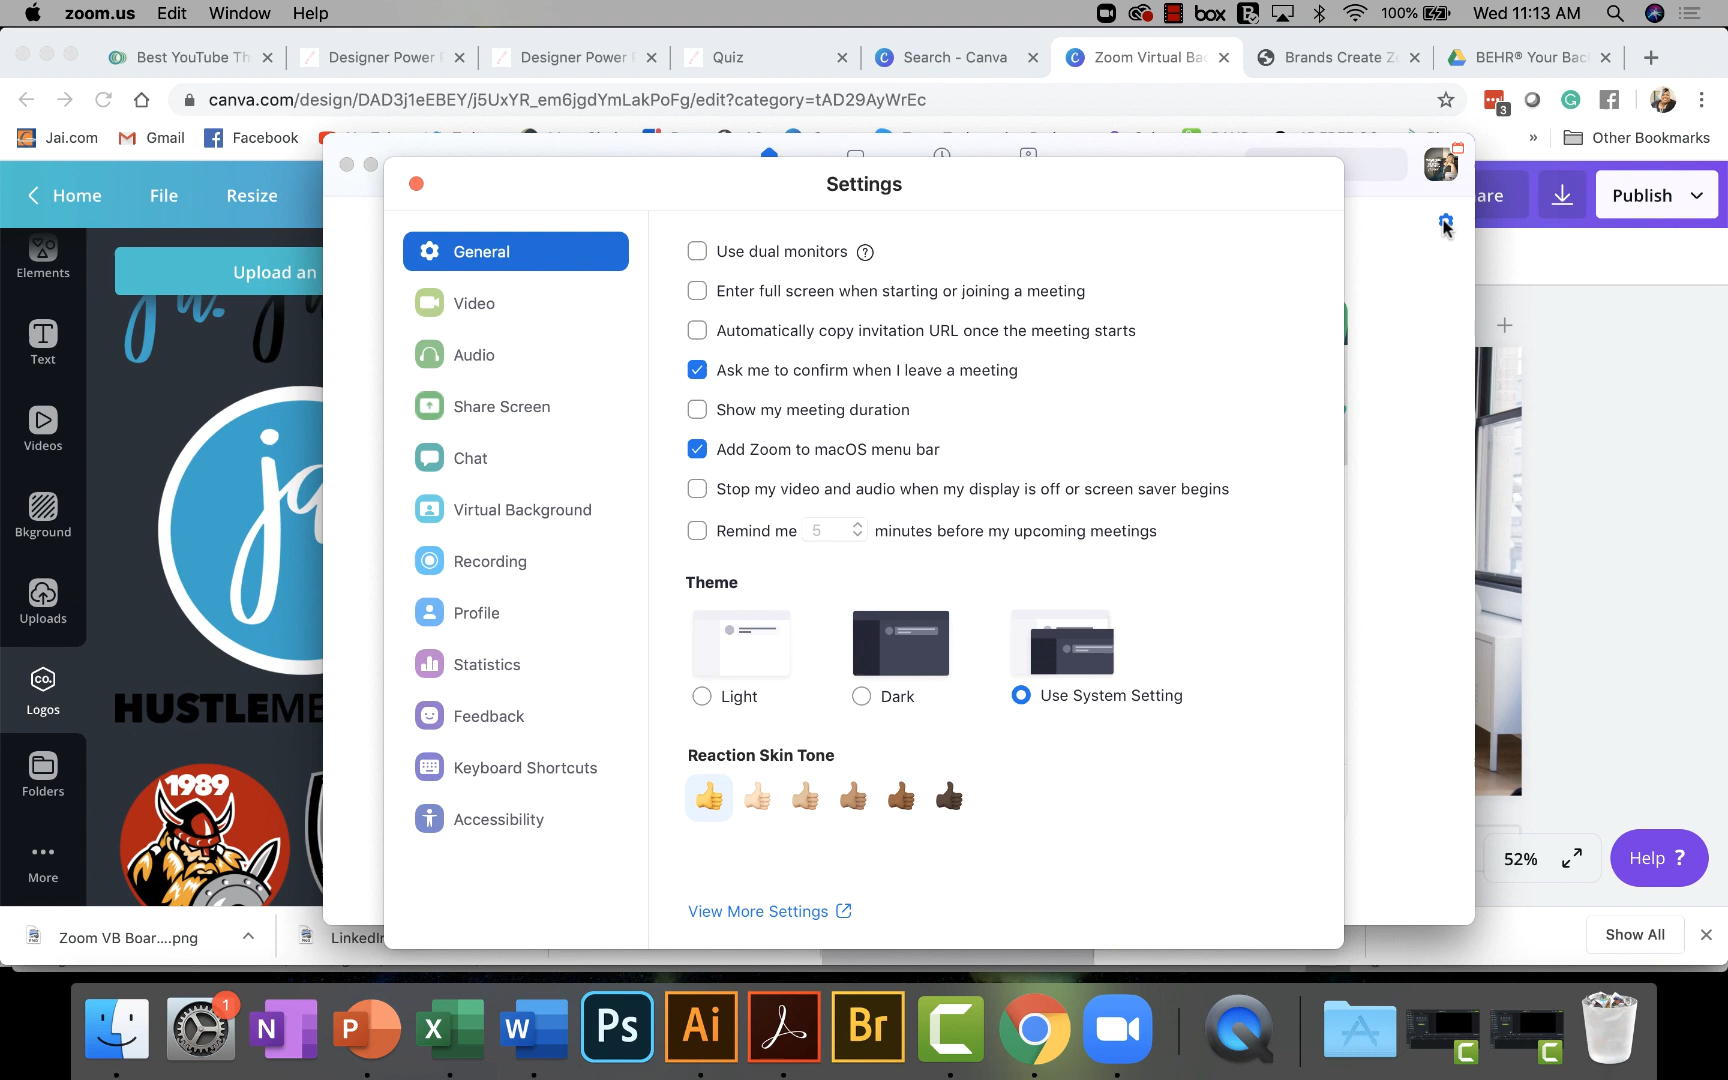 zoom.us Edit Window Help
box 100% Wed 11:13 AM
Best YouTube Th
Designer Power
Designer Power
Quiz
Search - Canva
Zoom Virtual Bac
Brands Create Zo
BEHR® Your Bac
canva.com/design/DAD3j1eEBEY/j5UxYR_em6jgdYmLakPoFg/edit?category=tAD29AyWrEc
3
Jai.com Gmail Facebook
» Other Bookmarks
Home File Resize
are
Publish
Settings
Elements
Text
Videos
Bkground
Uploads
CO.
Logos
Folders
More
Upload an
ja.
HUSTLEME
1989
General
Video
Audio
Share Screen
Chat
Virtual Background
Recording
Profile
Statistics
Feedback
Keyboard Shortcuts
Accessibility
Use dual monitors ?
Enter full screen when starting or joining a meeting
Automatically copy invitation URL once the meeting starts
Ask me to confirm when I leave a meeting
Show my meeting duration
Add Zoom to macOS menu bar
Stop my video and audio when my display is off or screen saver begins
Remind me 5 minutes before my upcoming meetings
Theme
Light Dark Use System Setting
Reaction Skin Tone
View More Settings
52%
Help ?
Zoom VB Boar....png
LinkedIn
Show All
1
N
P
X
W
Ps
Ai
Br
C